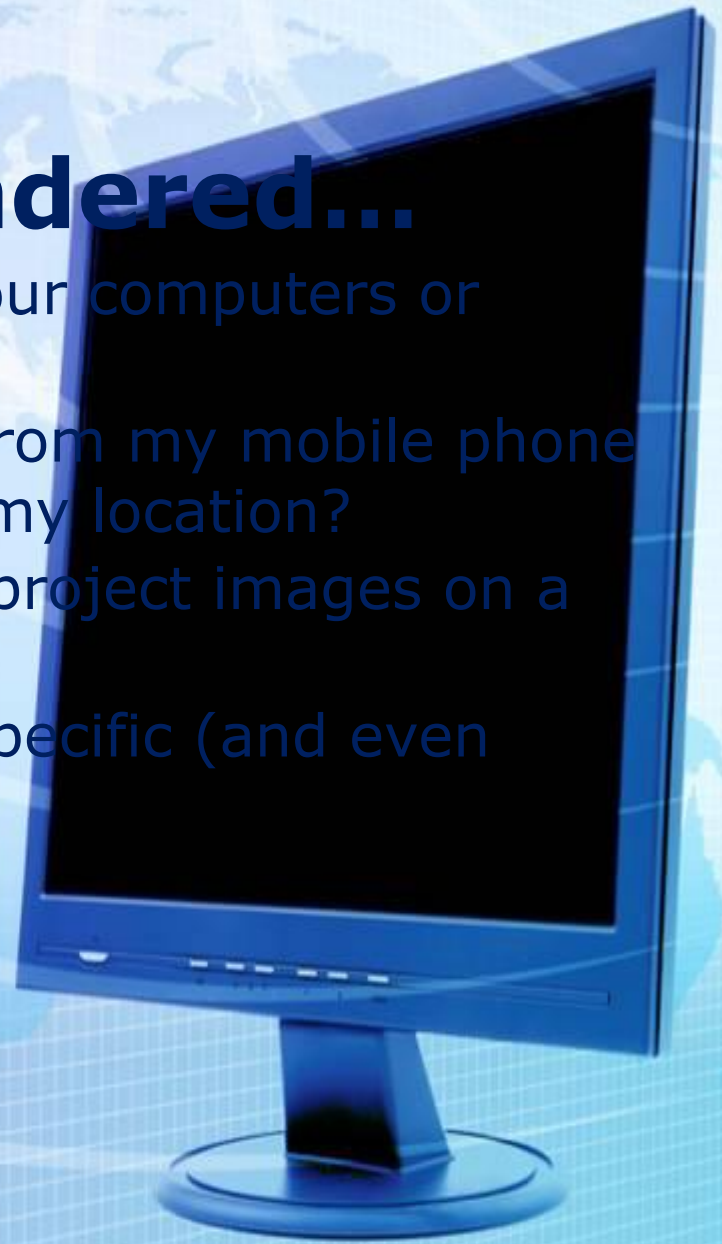 ndered...
our computers or
rom my mobile phone
my location?
project images on a
pecific (and even